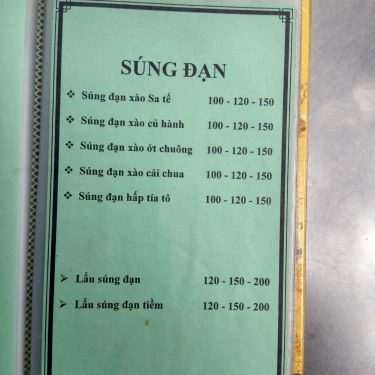 SÚNG ĐẠN
❖ Súng đạn xào Sa tế 100 - 120 - 150
❖ Súng đạn xào củ hành 100 - 120 - 150
❖ Súng đạn xào ớt chuông 100 - 120 - 150
❖ Súng đạn xào cải chua 100 - 120 - 150
❖ Súng đạn hấp tía tô 100 - 120 - 150
➢ Lẩu súng đạn 120 - 150 - 200
➢ Lẩu súng đạn tiềm 120 - 150 - 200